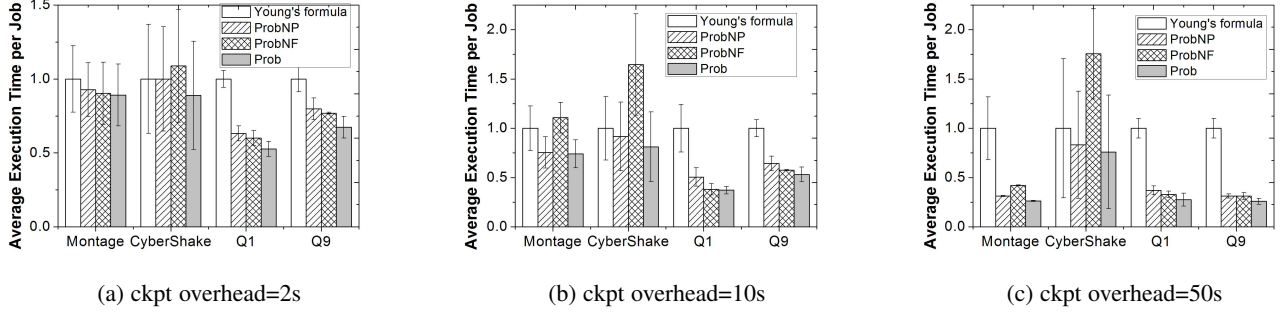 Average Execution Time per Job
1.5
1.0
0.5
0.0
Young's formula
ProbNP
ProbNF
Prob
Montage
CyberShake
Q1
Q9
(a) ckpt overhead=2s
Average Execution Time per Job
2.0
1.5
1.0
0.5
0.0
Young's formula
ProbNP
ProbNF
Prob
Montage
CyberShake
Q1
Q9
(b) ckpt overhead=10s
Average Execution Time per Job
2.0
1.5
1.0
0.5
0.0
Young's formula
ProbNP
ProbNF
Prob
Montage
CyberShake
Q1
Q9
(c) ckpt overhead=50s